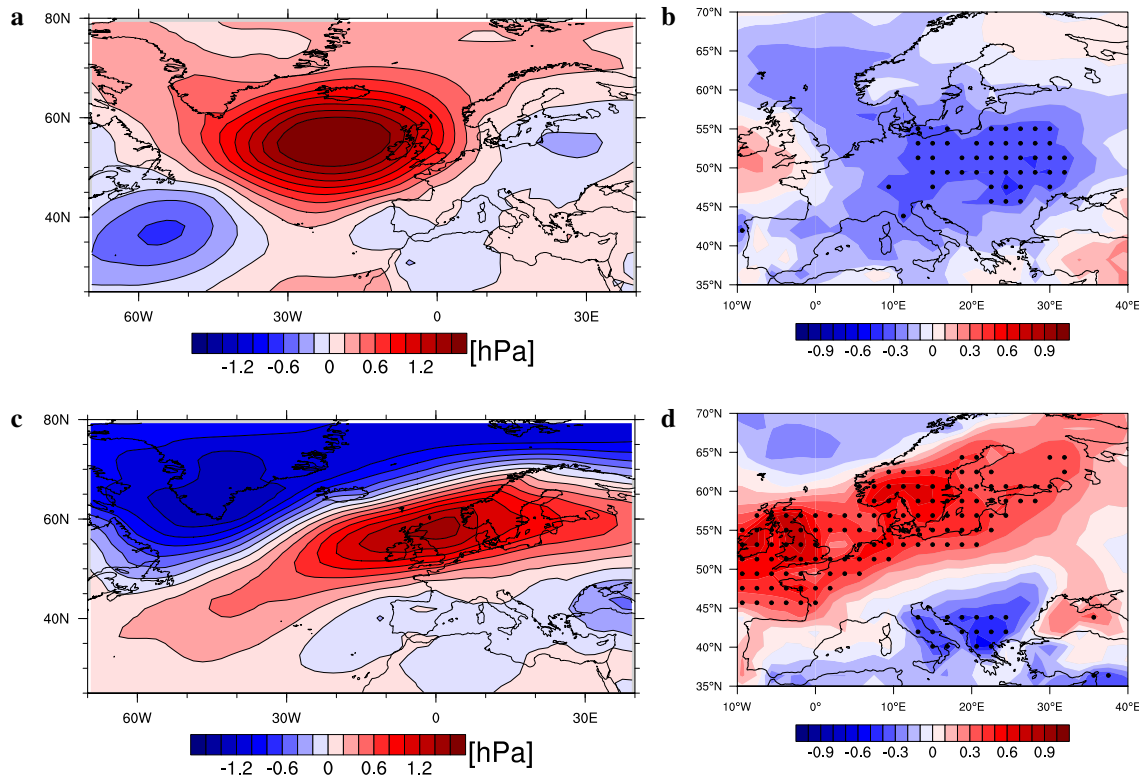 a
80N
60N
40N
60W
30W
0
30E
-1.2
-0.6
0
0.6
1.2
[hPa]
b
70°N
65°N
60°N
55°N
50°N
45°N
40°N
35°N
10°W
0°
10°E
20°E
30°E
40°E
-0.9
-0.6
-0.3
0
0.3
0.6
0.9
c
80N
60N
40N
60W
30W
0
30E
-1.2
-0.6
0
0.6
1.2
[hPa]
d
70°N
65°N
60°N
55°N
50°N
45°N
40°N
35°N
10°W
0°
10°E
20°E
30°E
40°E
-0.9
-0.6
-0.3
0
0.3
0.6
0.9